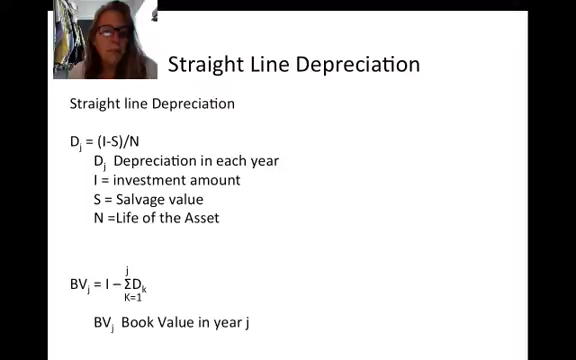 Straight Line Depreciation
Straight line Depreciation
Dj = (I-S)/N
Dj Depreciation in each year
I = investment amount
S = Salvage value
N =Life of the Asset
j
BVj = I – ΣDk
K=1
BVj Book Value in year j